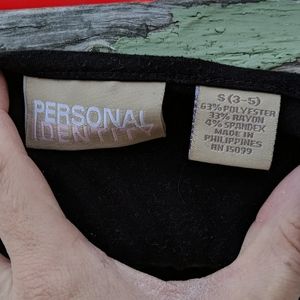 PERSONAL
IDENTITY
S (3-5)
63% POLYESTER
33% RAYON
4% SPANDEX
MADE IN
PHILIPPINES
RN 15099